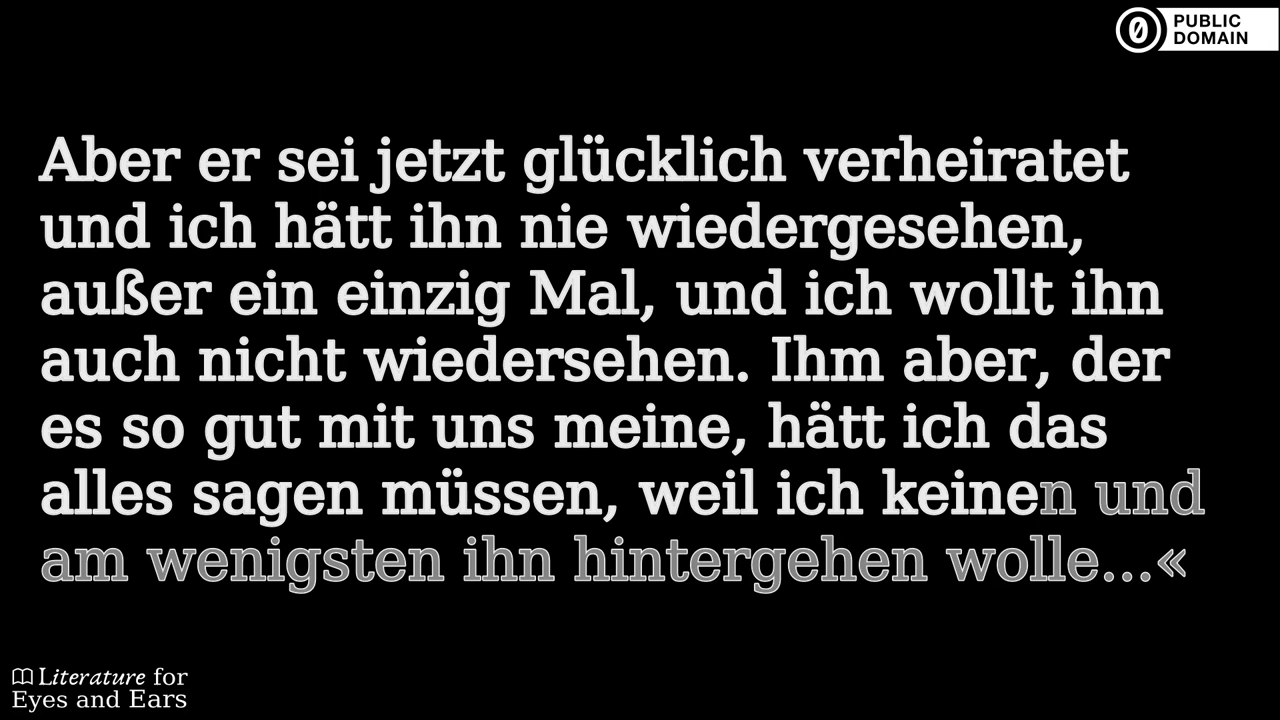 PUBLIC
DOMAIN
Aber er sei jetzt glücklich verheiratet
und ich hätt ihn nie wiedergesehen,
außer ein einzig Mal, und ich wollt ihn
auch nicht wiedersehen. Ihm aber, der
es so gut mit uns meine, hätt ich das
alles sagen müssen, weil ich keinen und
am wenigsten ihn hintergehen wolle...«
Literature for
Eyes and Ears